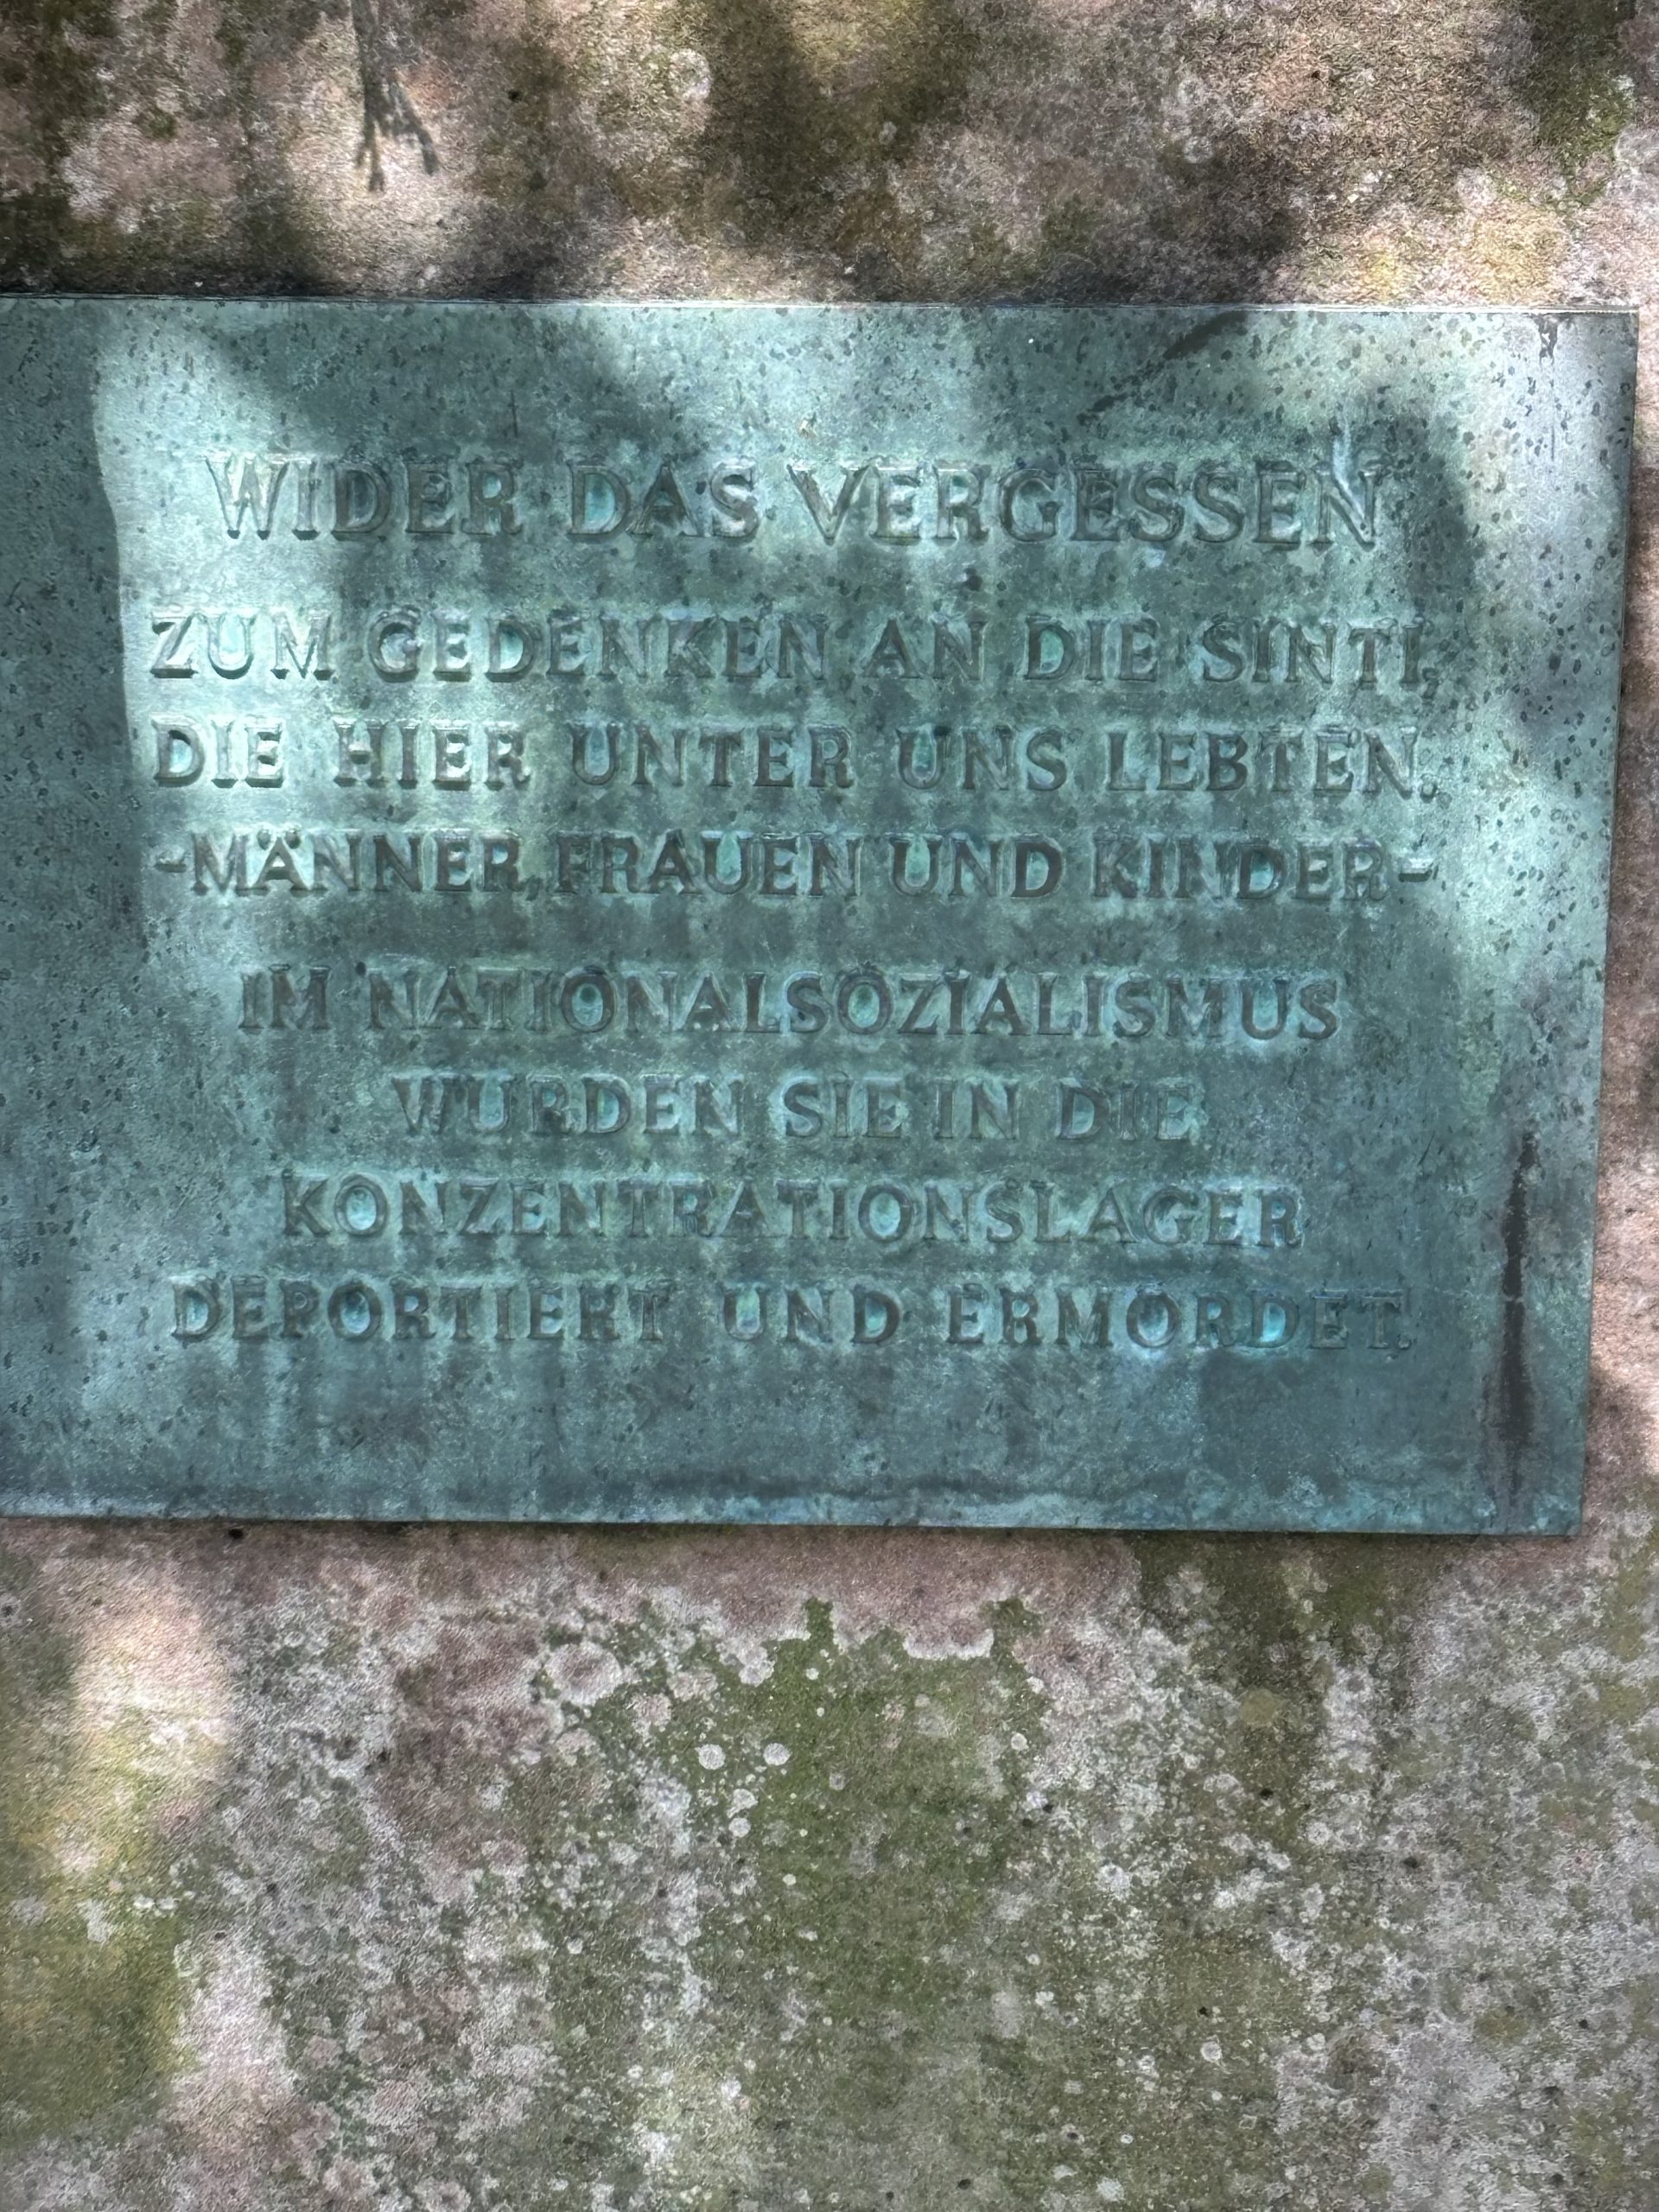 WIDER DAS VERGESSEN
ZUM GEDENKEN AN DIE SINTI,
DIE HIER UNTER UNS LEBTEN.
-MÄNNER, FRAUEN UND KINDER-
IM NATIONALSOZIALISMUS
WURDEN SIE IN DIE
KONZENTRATIONSLAGER
DEPORTIERT UND ERMORDET.